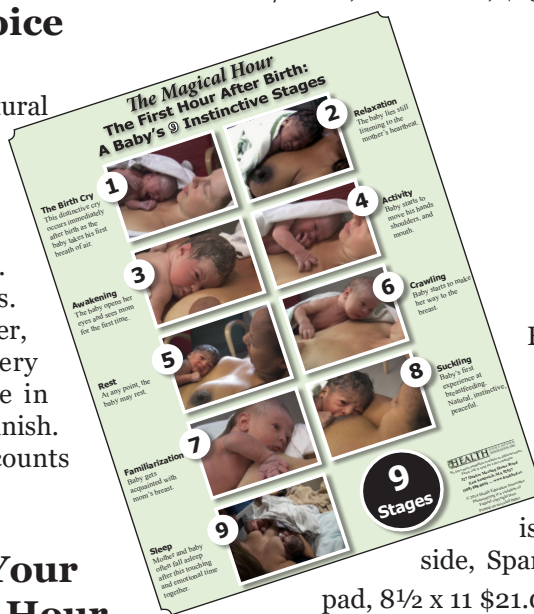 oice
tural
.
s.
er,
ery
e in
nish.
counts
Your
Hour
The Magical Hour
The First Hour After Birth:
A Baby's 9 Instinctive Stages
1
The Birth Cry
This distinctive cry
occurs immediately
after birth as the
baby takes his first
breath of air.
2
Relaxation
The baby lies still
listening to the
mother's heartbeat.
3
Awakening
The baby opens her
eyes and sees mom
for the first time.
4
Activity
Baby starts to
move his hands
shoulders, and
mouth.
5
Rest
At any point, the
baby may rest.
6
Crawling
Baby starts to make
her way to the
breast.
7
Familiarization
Baby gets
acquainted with
mom's breast.
8
Suckling
Baby's first
experience at
breastfeeding.
Natural, instinctive,
peaceful.
9
Sleep
Mother and baby
often fall asleep
after this touching
and emotional time
together.
9
Stages
HEALTH
is
side, Span
pad, 8½ x 11 $21.0